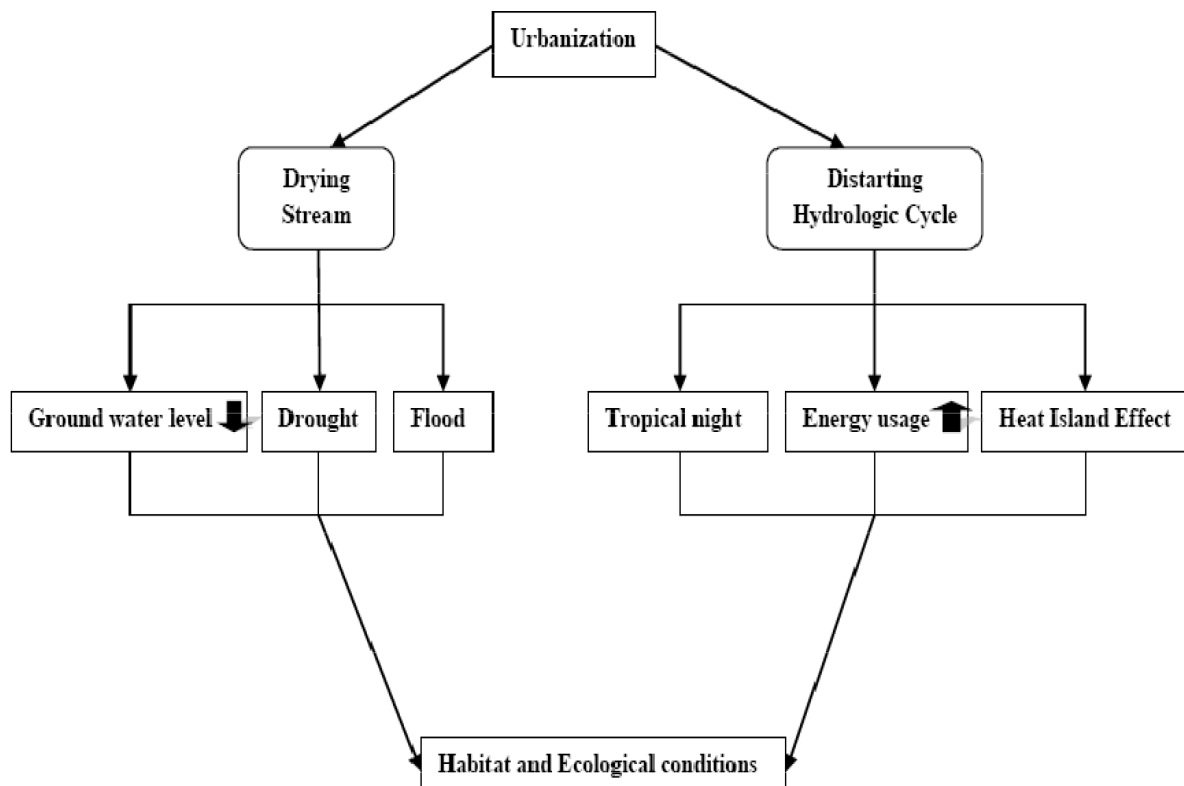 Urbanization
Drying
Stream
Distarting
Hydrologic Cycle
Ground water level
Drought
Flood
Tropical night
Energy usage
Heat Island Effect
Habitat and Ecological conditions